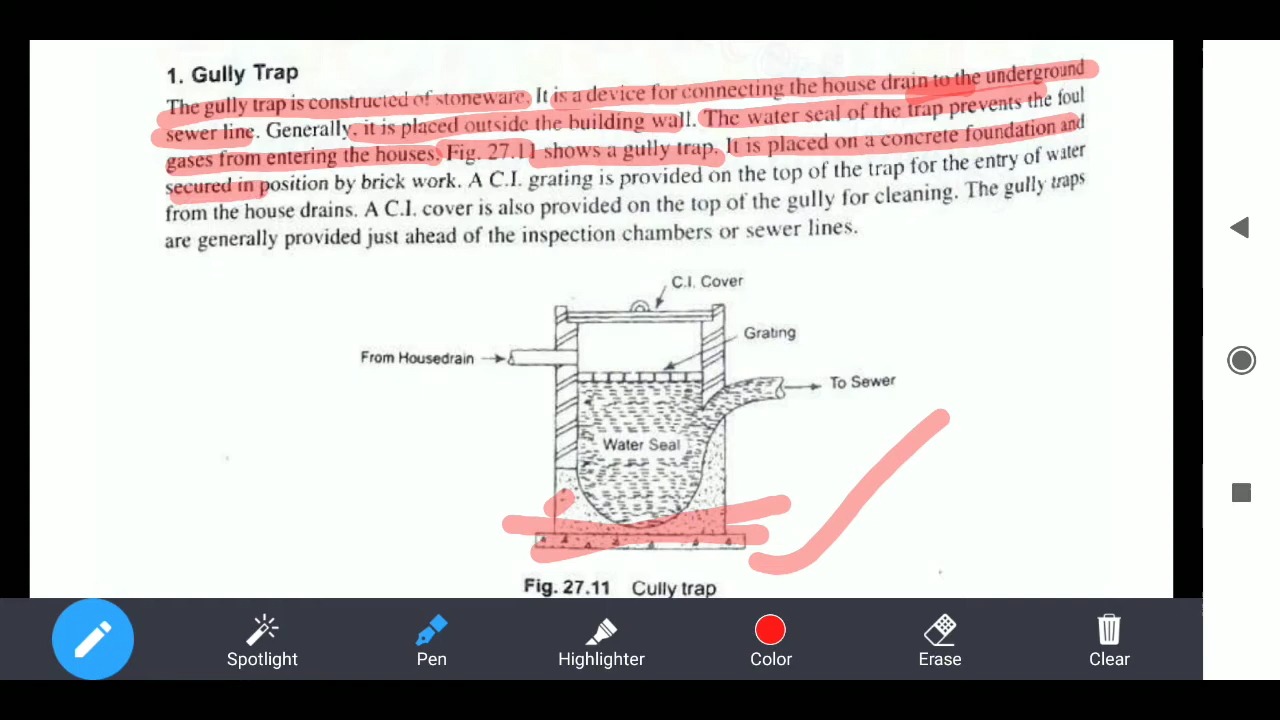 1. Gully Trap
The gully trap is constructed of stoneware. It is a device for connecting the house drain to the underground
sewer line. Generally, it is placed outside the building wall. The water seal of the trap prevents the foul
gases from entering the houses. Fig. 27.11 shows a gully trap. It is placed on a concrete foundation and
secured in position by brick work. A C.I. grating is provided on the top of the trap for the entry of water
from the house drains. A C.I. cover is also provided on the top of the gully for cleaning. The gully traps
are generally provided just ahead of the inspection chambers or sewer lines.
C.I. Cover
Grating
From Housedrain
To Sewer
Water Seal
Fig. 27.11 Cully trap
Spotlight
Pen
Highlighter
Color
Erase
Clear